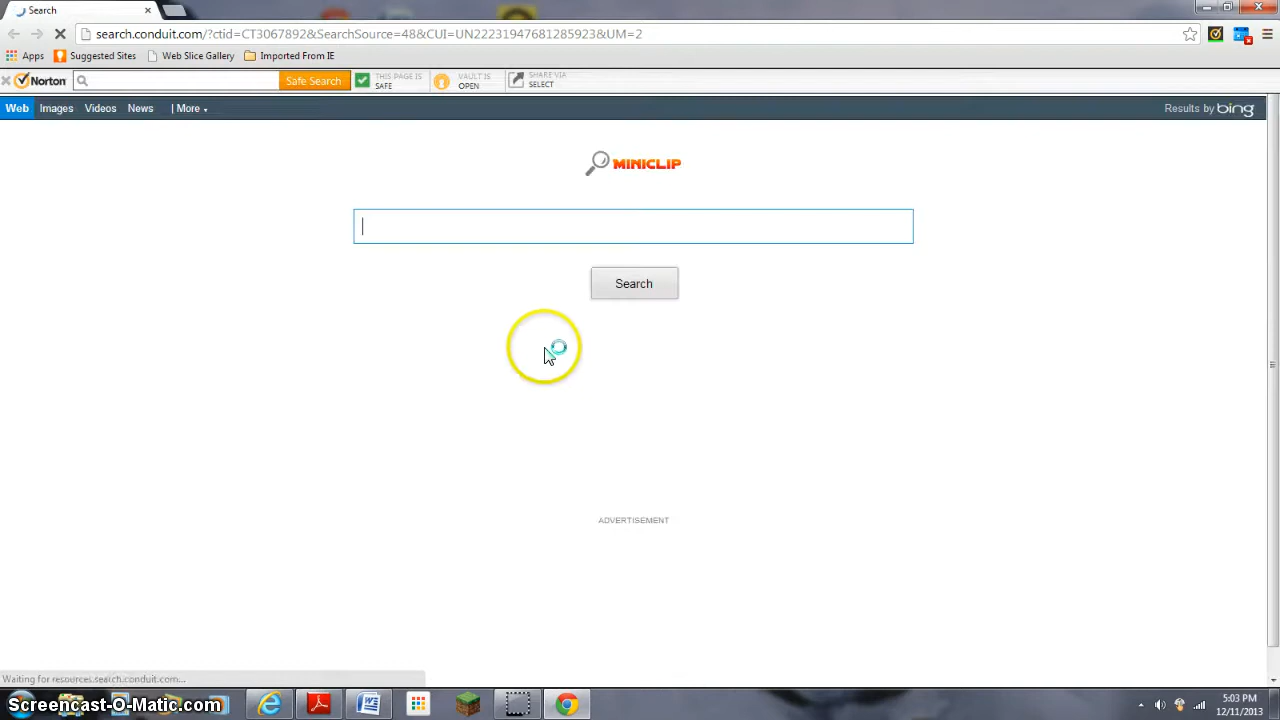 Search
search.conduit.com/?ctid=CT3067892&SearchSource=48&CUI=UN22231947681285923&UM=2
Apps Suggested Sites Web Slice Gallery Imported From IE
Norton Safe Search THIS PAGE IS SAFE VAULT IS OPEN SHARE VIA SELECT
Web Images Videos News | More Results by bing
MINICLIP
Search
ADVERTISEMENT
Waiting for resources.search.conduit.com...
Screencast-O-Matic.com
5:03 PM
12/11/2013